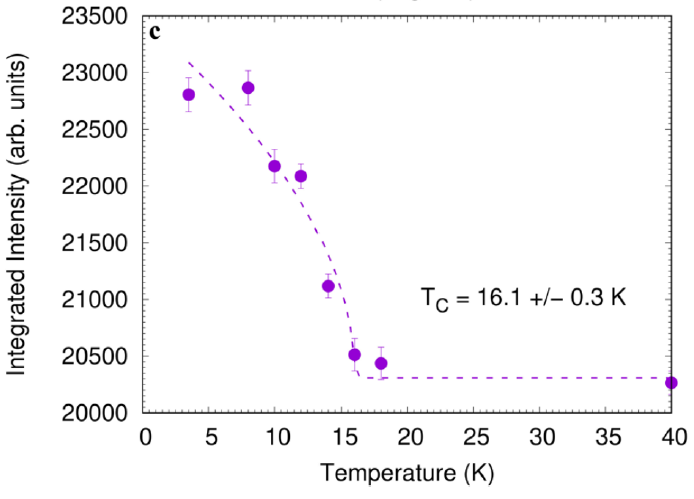 c
23500
23000
22500
22000
21500
21000
20500
20000
Integrated Intensity (arb. units)
T_C = 16.1 +/− 0.3 K
0 5 10 15 20 25 30 35 40
Temperature (K)